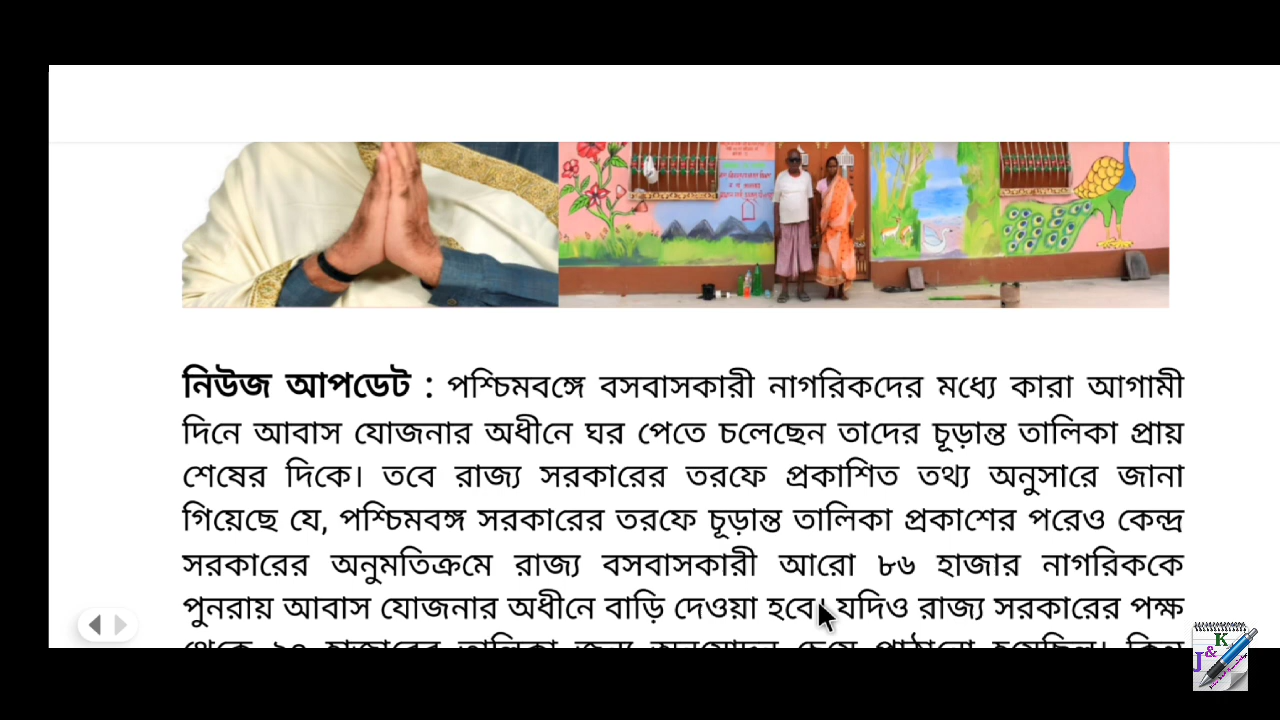 নিউজ আপডেট : পশ্চিমবঙ্গে বসবাসকারী নাগরিকদের মধ্যে কারা আগামী
দিনে আবাস যোজনার অধীনে ঘর পেতে চলেছেন তাদের চূড়ান্ত তালিকা প্রায়
শেষের দিকে। তবে রাজ্য সরকারের তরফে প্রকাশিত তথ্য অনুসারে জানা
গিয়েছে যে, পশ্চিমবঙ্গ সরকারের তরফে চূড়ান্ত তালিকা প্রকাশের পরেও কেন্দ্র
সরকারের অনুমতিক্রমে রাজ্য বসবাসকারী আরো ৮৬ হাজার নাগরিককে
পুনরায় আবাস যোজনার অধীনে বাড়ি দেওয়া হবে। যদিও রাজ্য সরকারের পক্ষ
J&K